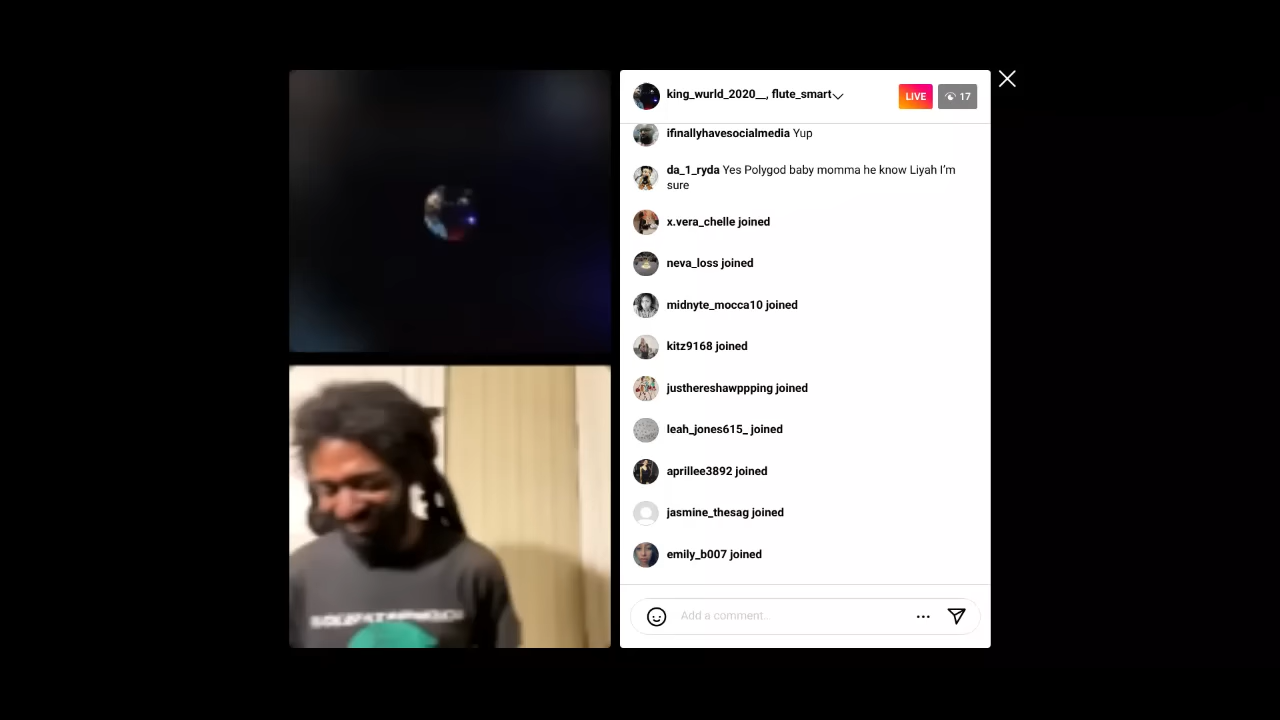 king_wurld_2020__, flute_smart
LIVE
17
ifinallyhavesocialmedia Yup
da_1_ryda Yes Polygod baby momma he know Liyah I'm
sure
x.vera_chelle joined
neva_loss joined
midnyte_mocca10 joined
kitz9168 joined
justhereshawppping joined
leah_jones615_ joined
aprillee3892 joined
jasmine_thesag joined
emily_b007 joined
Add a comment..